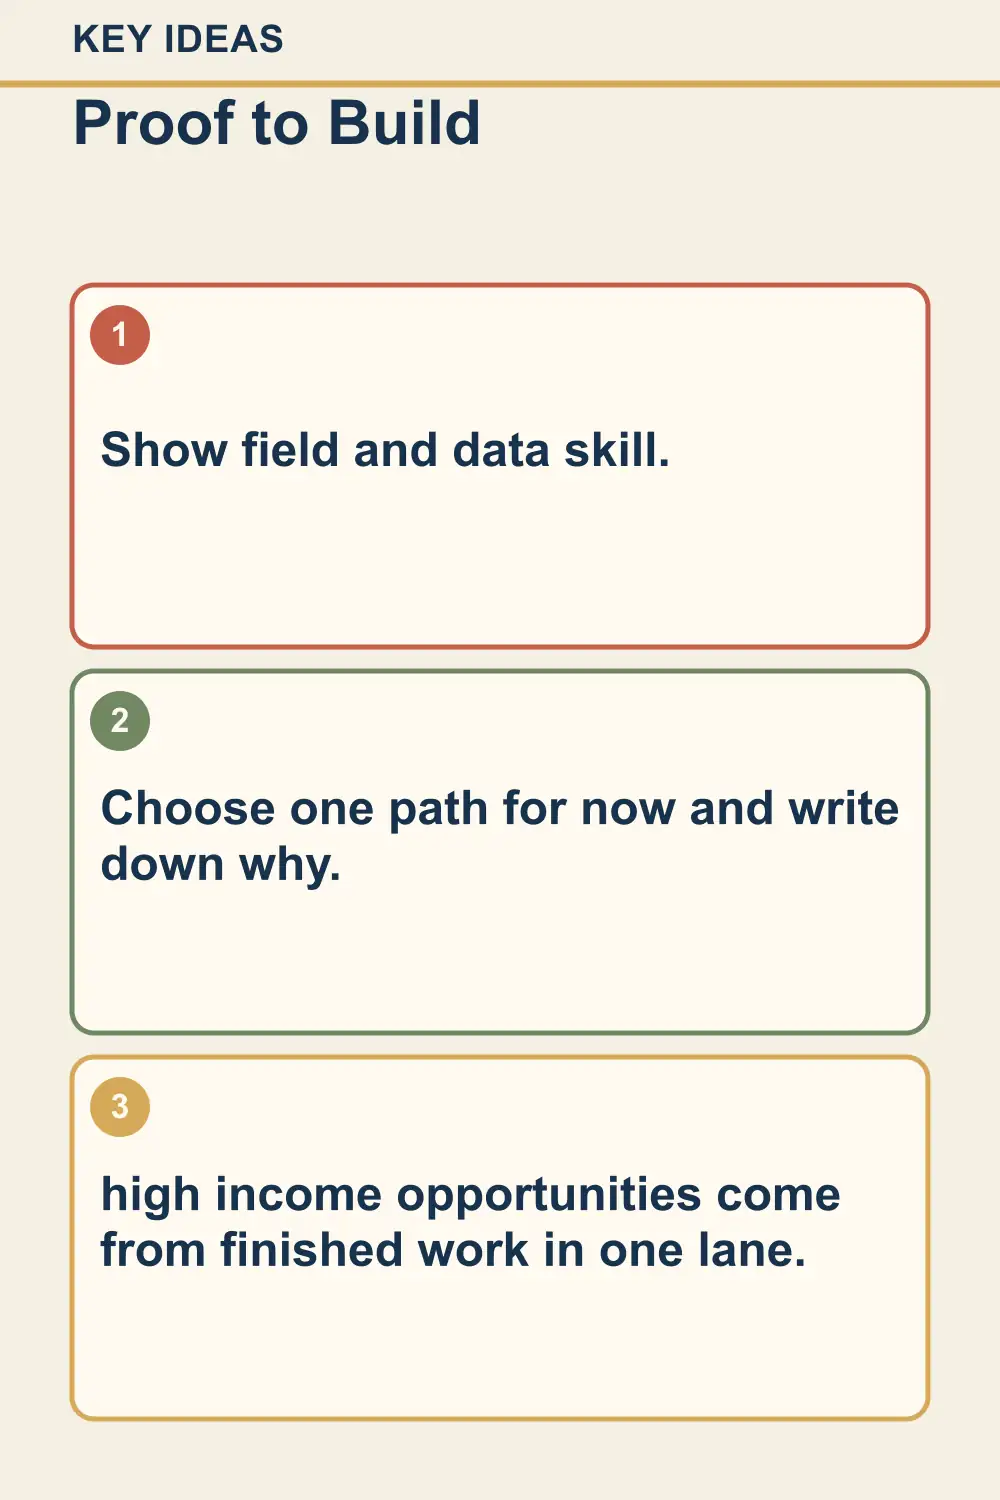 KEY IDEAS
Proof to Build
1
Show field and data skill.
2
Choose one path for now and write
down why.
3
high income opportunities come
from finished work in one lane.